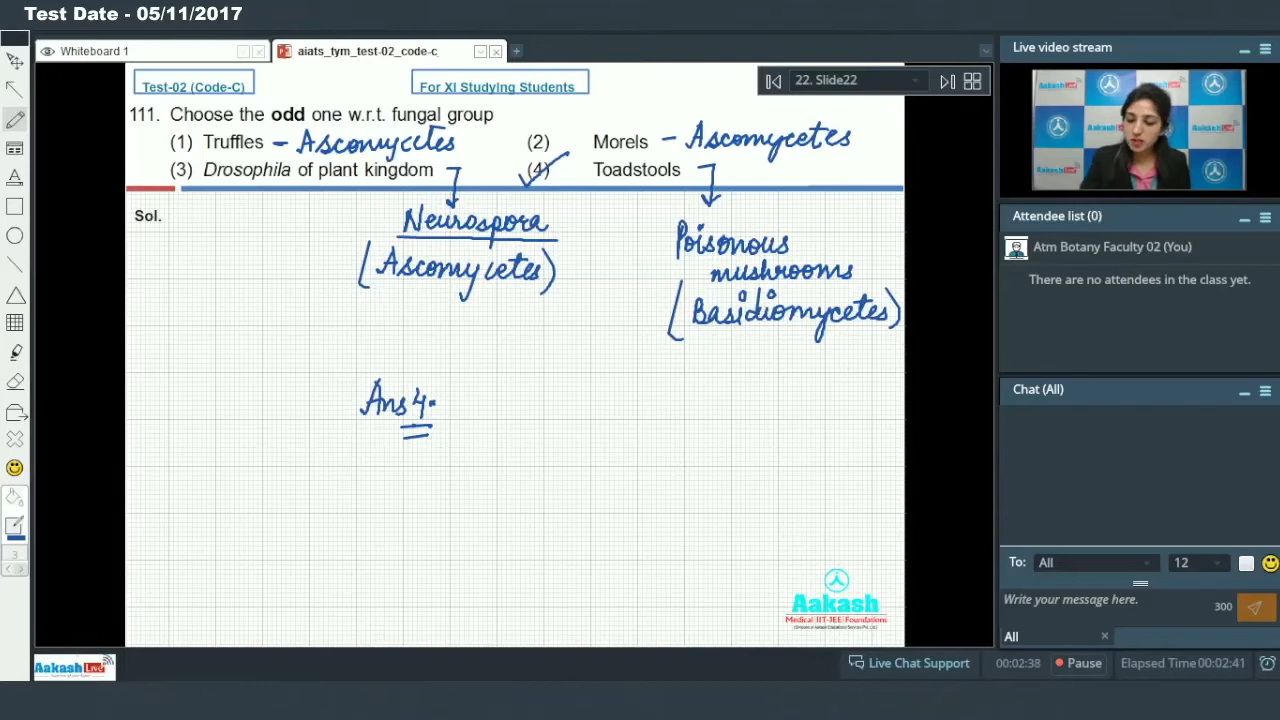 Test Date - 05/11/2017
Whiteboard 1
aiats_tym_test-02_code-c
Test-02 (Code-C)
For XI Studying Students
22. Slide22
111. Choose the odd one w.r.t. fungal group
(1) Truffles - Ascomycetes (2) Morels - Ascomycetes
(3) Drosophila of plant kingdom (4) Toadstools
Sol.
Neurospora
(Ascomycetes)
Poisonous
mushrooms
(Basidiomycetes)
Ans 4.
3
Aakash
Medical IIT-JEE Foundations
Aakash Live
Live video stream
Attendee list (0)
Atm Botany Faculty 02 (You)
There are no attendees in the class yet.
Chat (All)
To: All 12
Write your message here.
300
All
Live Chat Support
00:02:38
Pause
Elapsed Time 00:02:41